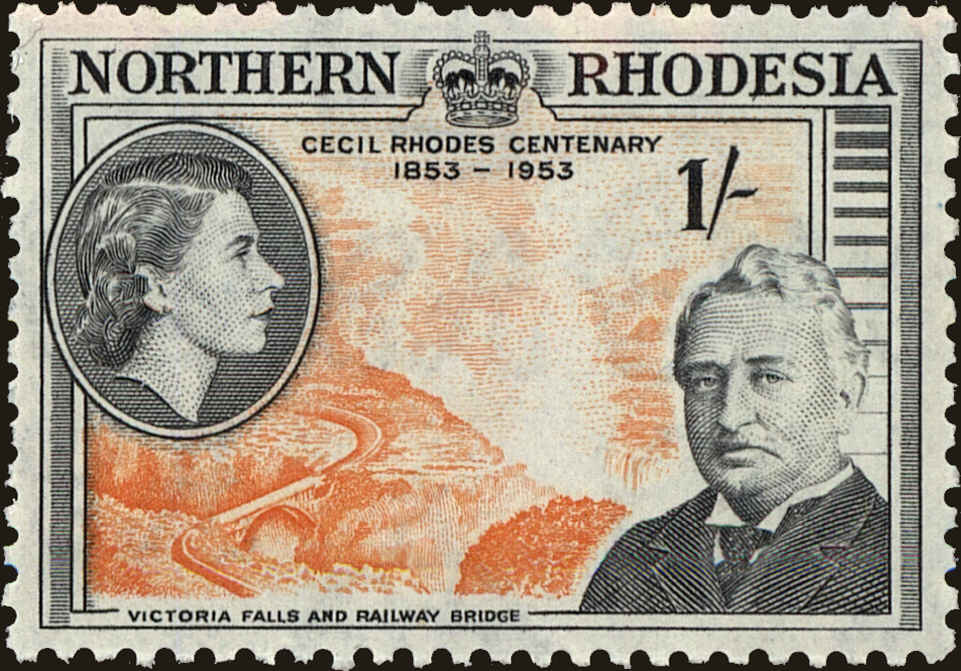 NORTHERN RHODESIA
CECIL RHODES CENTENARY
1853 – 1953
1/-
VICTORIA FALLS AND RAILWAY BRIDGE